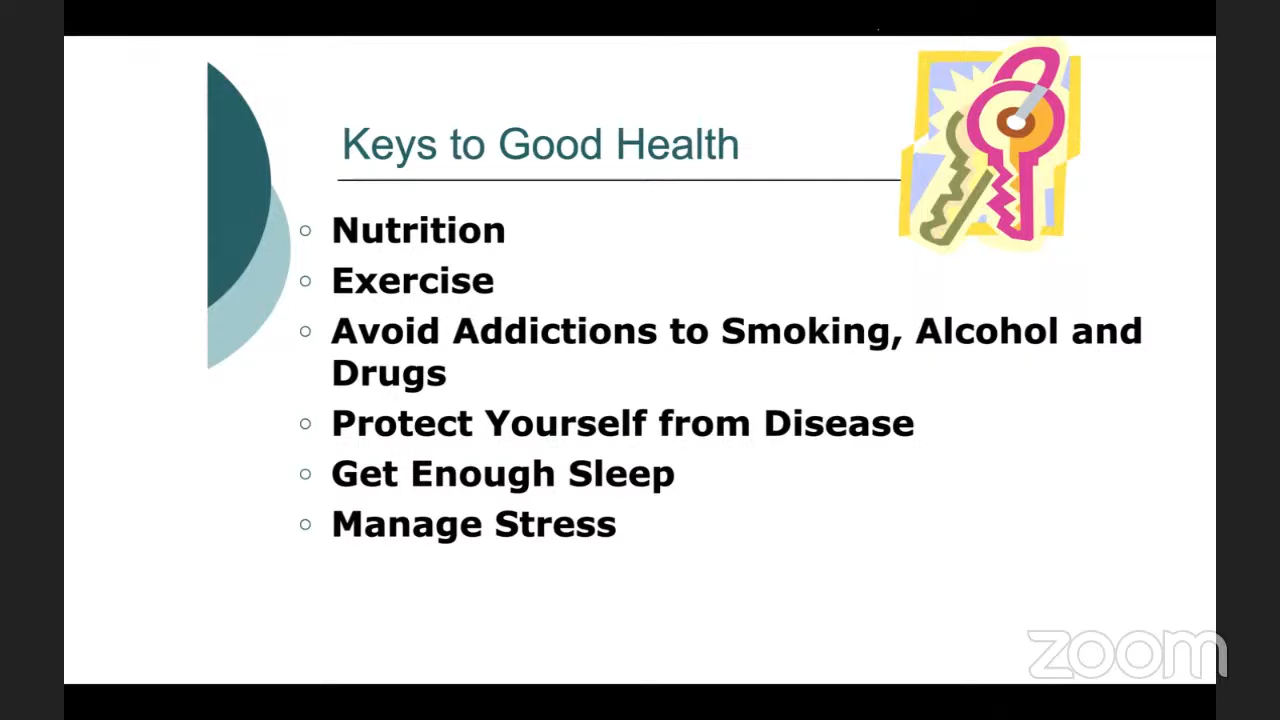 Keys to Good Health
Nutrition
Exercise
Avoid Addictions to Smoking, Alcohol and
Drugs
Protect Yourself from Disease
Get Enough Sleep
Manage Stress
zoom